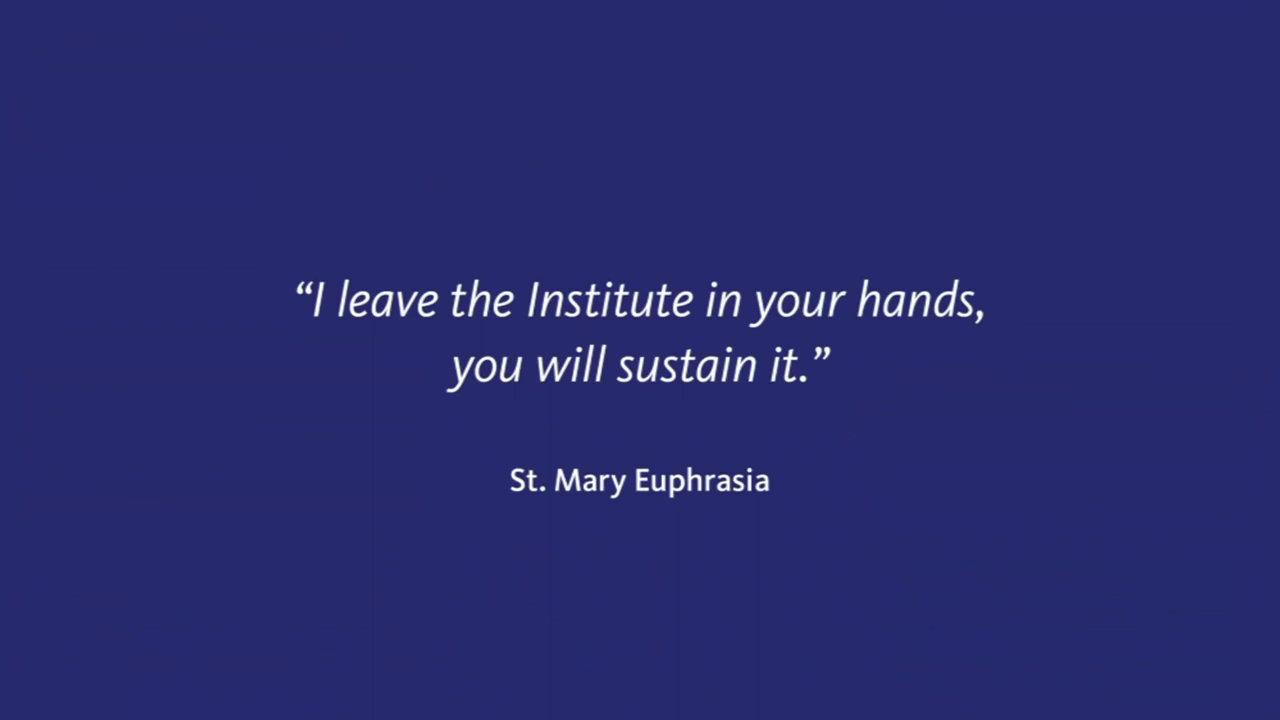 “I leave the Institute in your hands,
you will sustain it.”
St. Mary Euphrasia